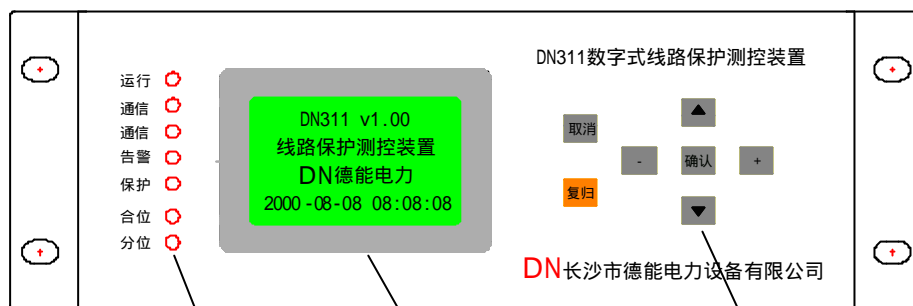 DN311数字式线路保护测控装置
运行
通信
通信
告警
保护
合位
分位
DN311 v1.00
线路保护测控装置
DN德能电力
2000-08-08 08:08:08
取消
复归
-
确认
+
DN长沙市德能电力设备有限公司